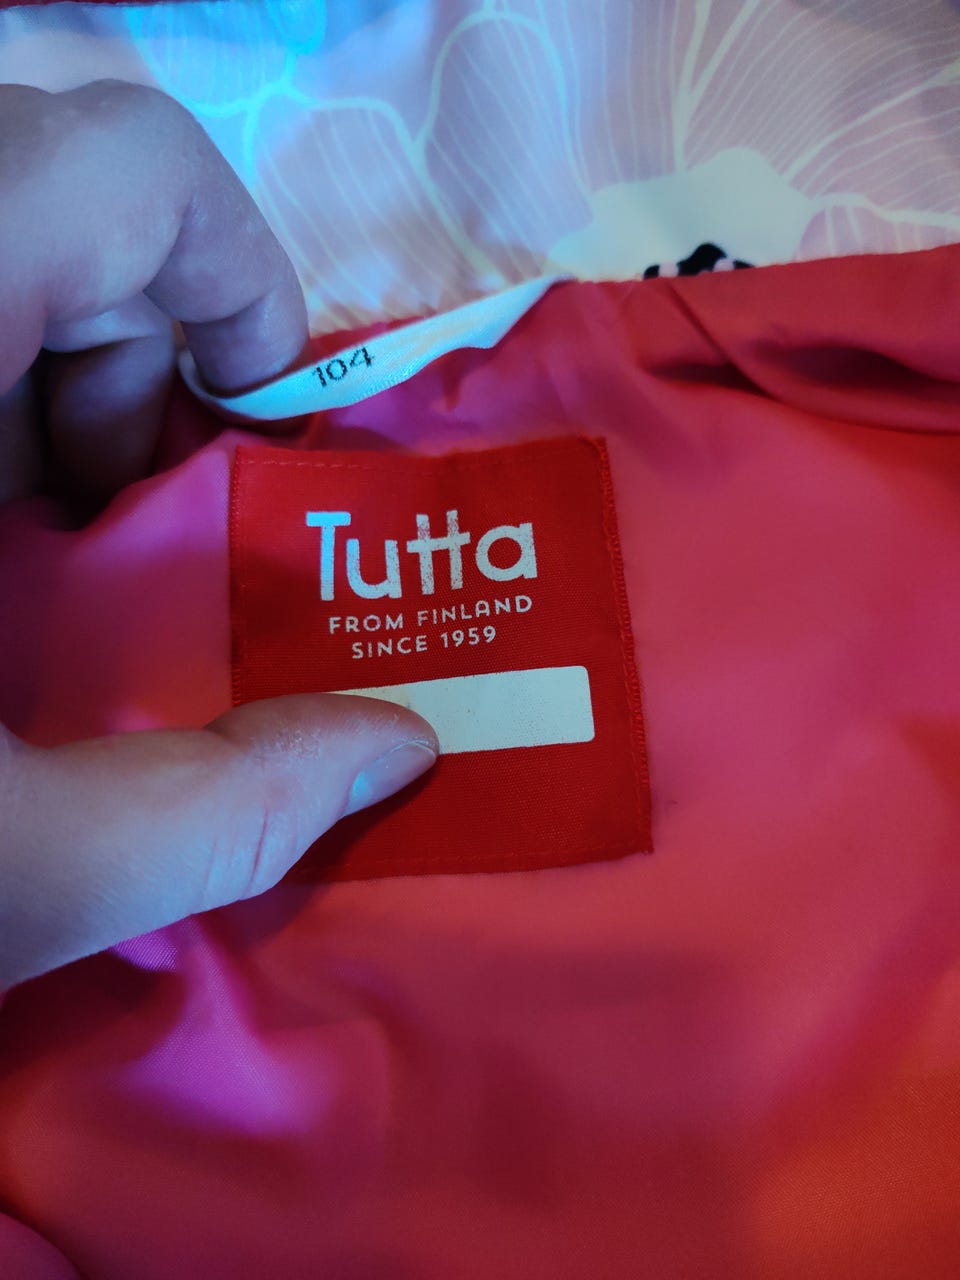 104
Tutta
FROM FINLAND
SINCE 1959